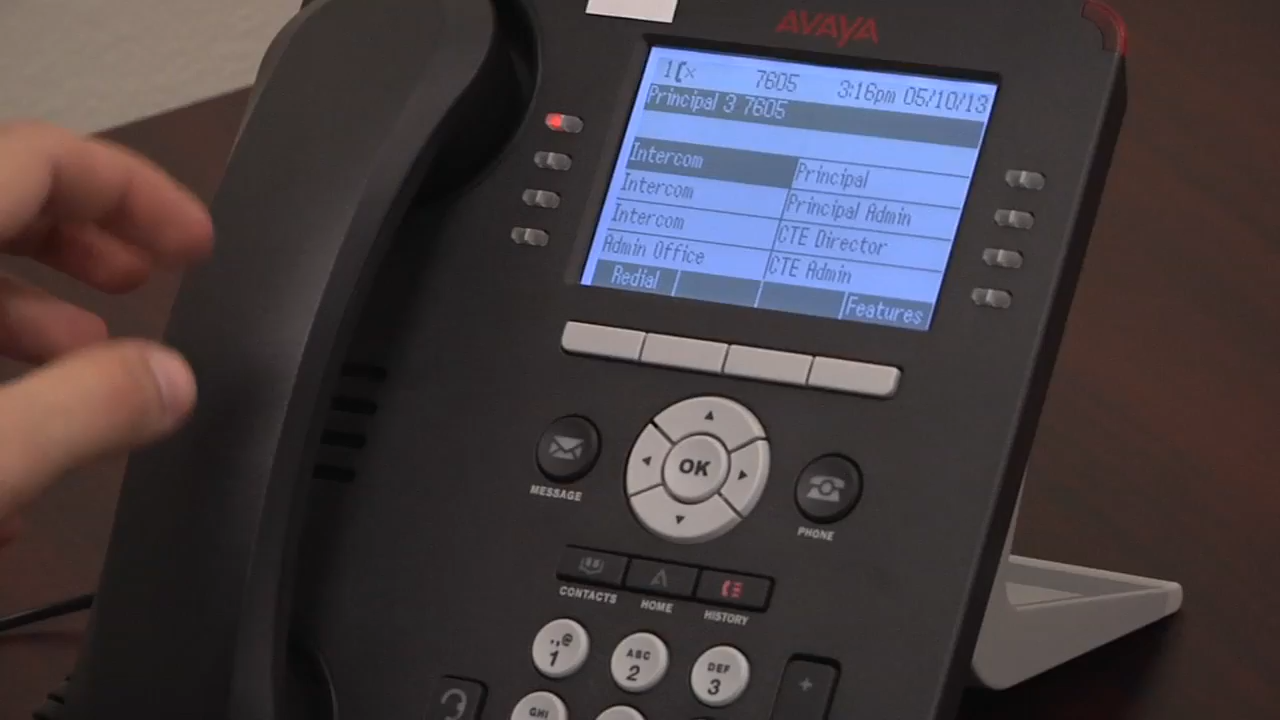 AVAYA
1 7605 3:16pm 05/10/13
Principal 3 7605
Intercom Principal
Intercom Principal Admin
Intercom CTE Director
Admin Office CTE Admin
Redial Features
OK
MESSAGE
PHONE
CONTACTS HOME HISTORY
.,@ ABC DEF
1 2 3
+
GHI